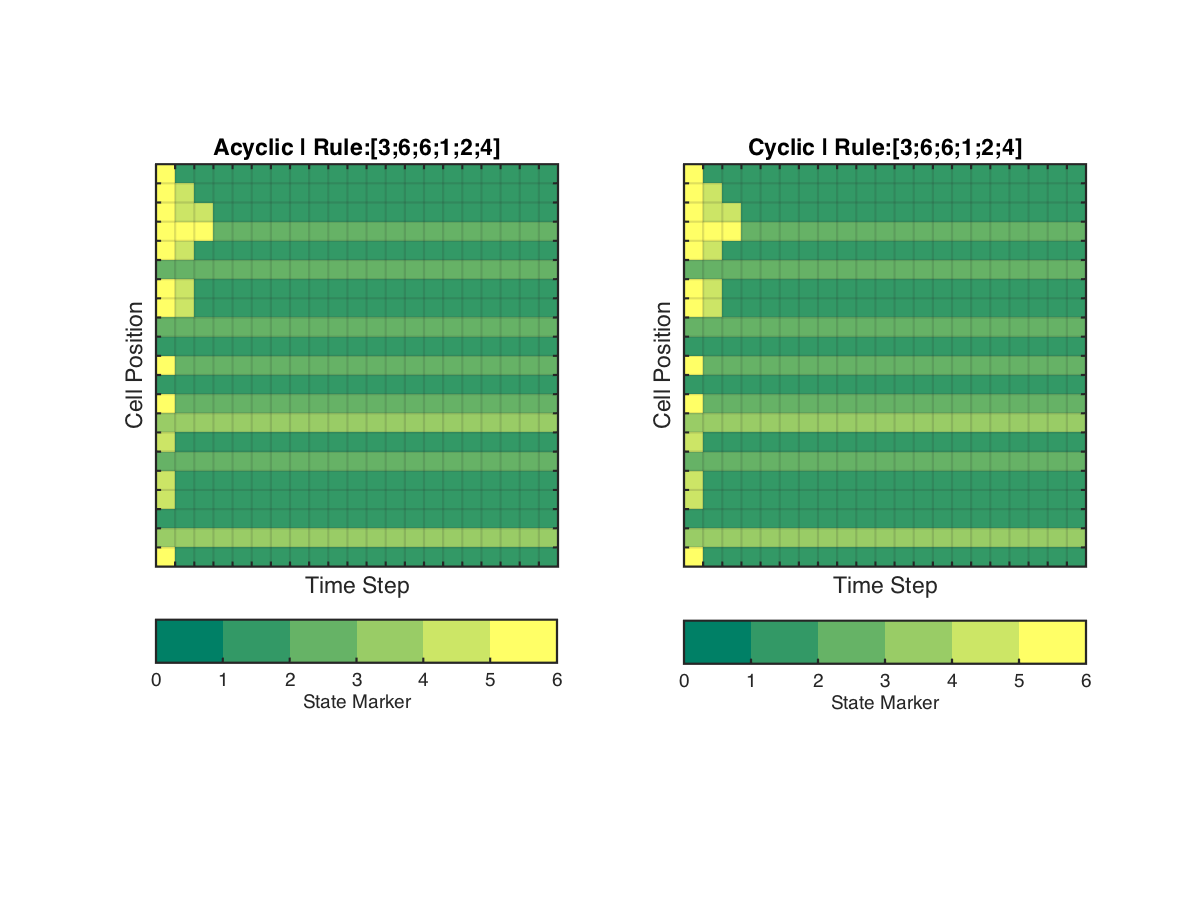 Acyclic | Rule:[3;6;6;1;2;4]
Cell Position
Time Step
0 1 2 3 4 5 6
State Marker
Cyclic | Rule:[3;6;6;1;2;4]
Cell Position
Time Step
0 1 2 3 4 5 6
State Marker